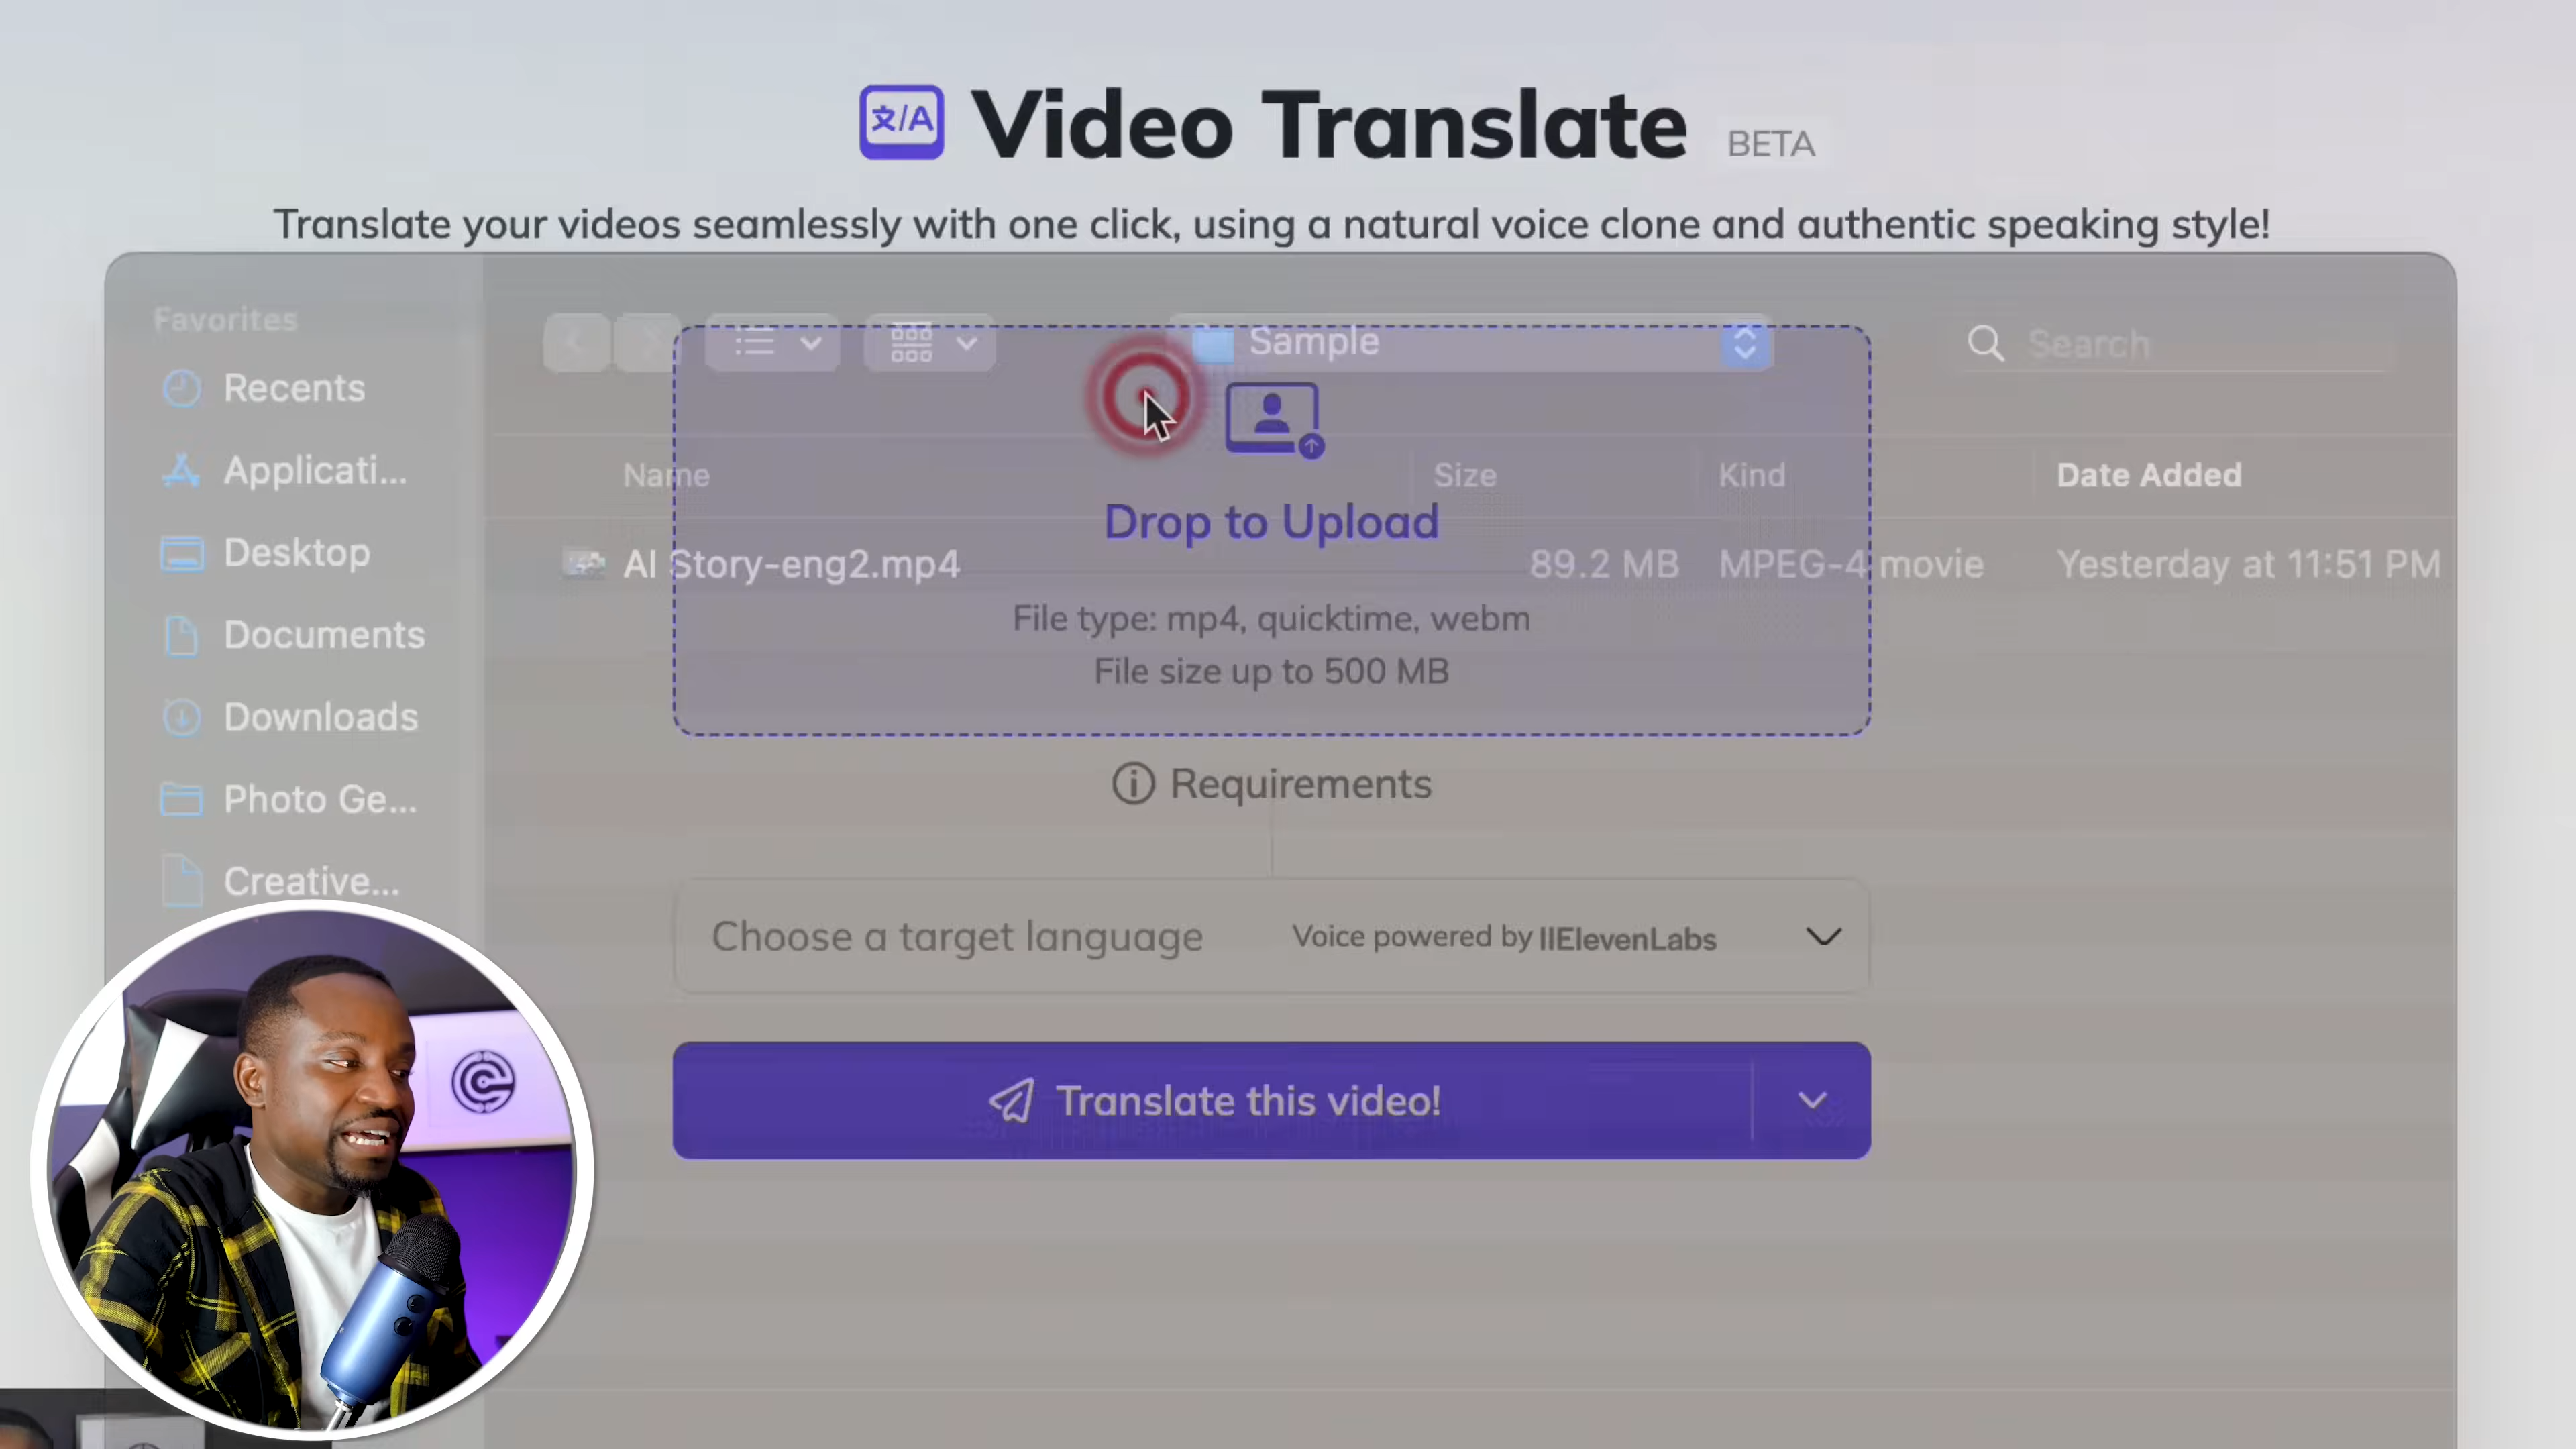 文/A Video Translate BETA
Translate your videos seamlessly with one click, using a natural voice clone and authentic speaking style!
Favorites
Recents
Applicati...
Desktop
Documents
Downloads
Photo Ge...
Creative...
Sample
Search
Name Size Kind Date Added
AI Story-eng2.mp4 89.2 MB MPEG-4 movie Yesterday at 11:51 PM
Drop to Upload
File type: mp4, quicktime, webm
File size up to 500 MB
Requirements
Choose a target language Voice powered by IIElevenLabs
Translate this video!